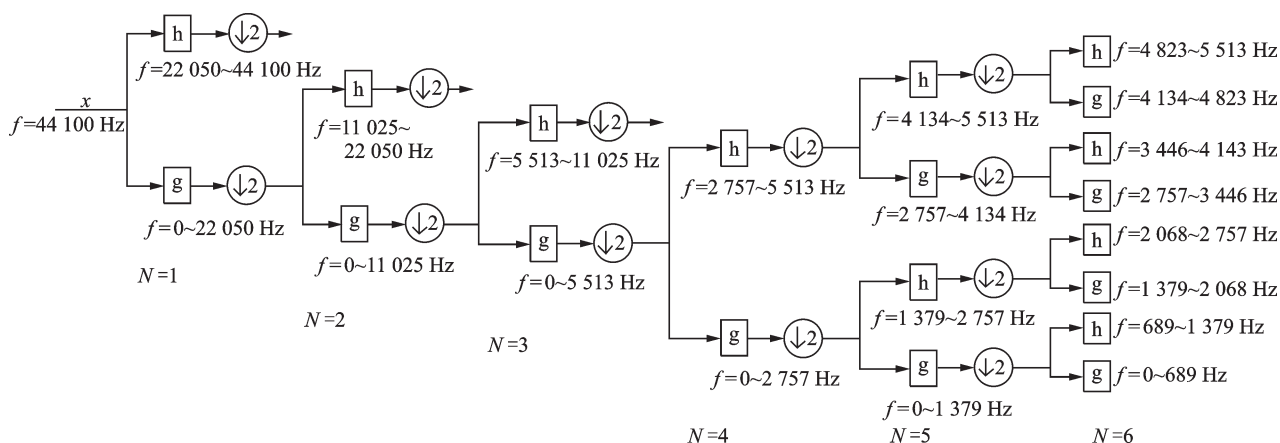 x
f=44 100 Hz
h
↓2
f=22 050~44 100 Hz
g
↓2
f=0~22 050 Hz
N=1
h
↓2
f=11 025~
22 050 Hz
g
↓2
f=0~11 025 Hz
N=2
h
↓2
f=5 513~11 025 Hz
g
↓2
f=0~5 513 Hz
N=3
h
↓2
f=2 757~5 513 Hz
g
↓2
f=0~2 757 Hz
N=4
h
↓2
f=4 134~5 513 Hz
g
↓2
f=2 757~4 134 Hz
h
↓2
f=1 379~2 757 Hz
g
↓2
f=0~1 379 Hz
N=5
h f=4 823~5 513 Hz
g f=4 134~4 823 Hz
h f=3 446~4 143 Hz
g f=2 757~3 446 Hz
h f=2 068~2 757 Hz
g f=1 379~2 068 Hz
h f=689~1 379 Hz
g f=0~689 Hz
N=6